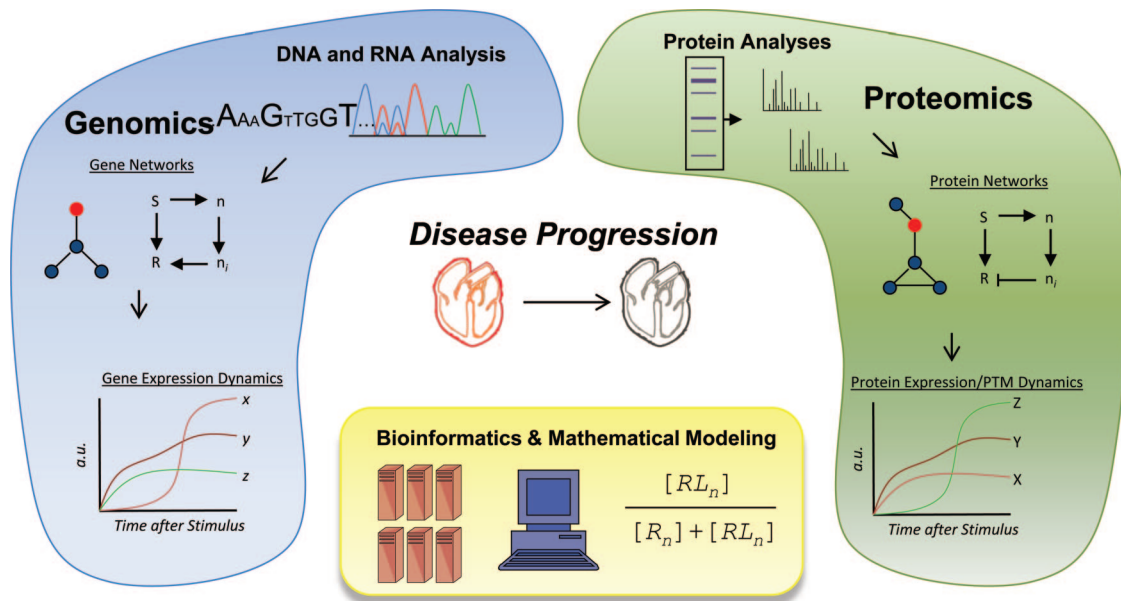 DNA and RNA Analysis
Genomics
AAAGTTGGT...
Gene Networks
S
n
R
nᵢ
Gene Expression Dynamics
a.u.
x
y
z
Time after Stimulus
Disease Progression
Bioinformatics & Mathematical Modeling
[RLₙ]
[Rₙ]+[RLₙ]
Protein Analyses
Proteomics
Protein Networks
S
n
R
nᵢ
Protein Expression/PTM Dynamics
a.u.
Z
Y
X
Time after Stimulus